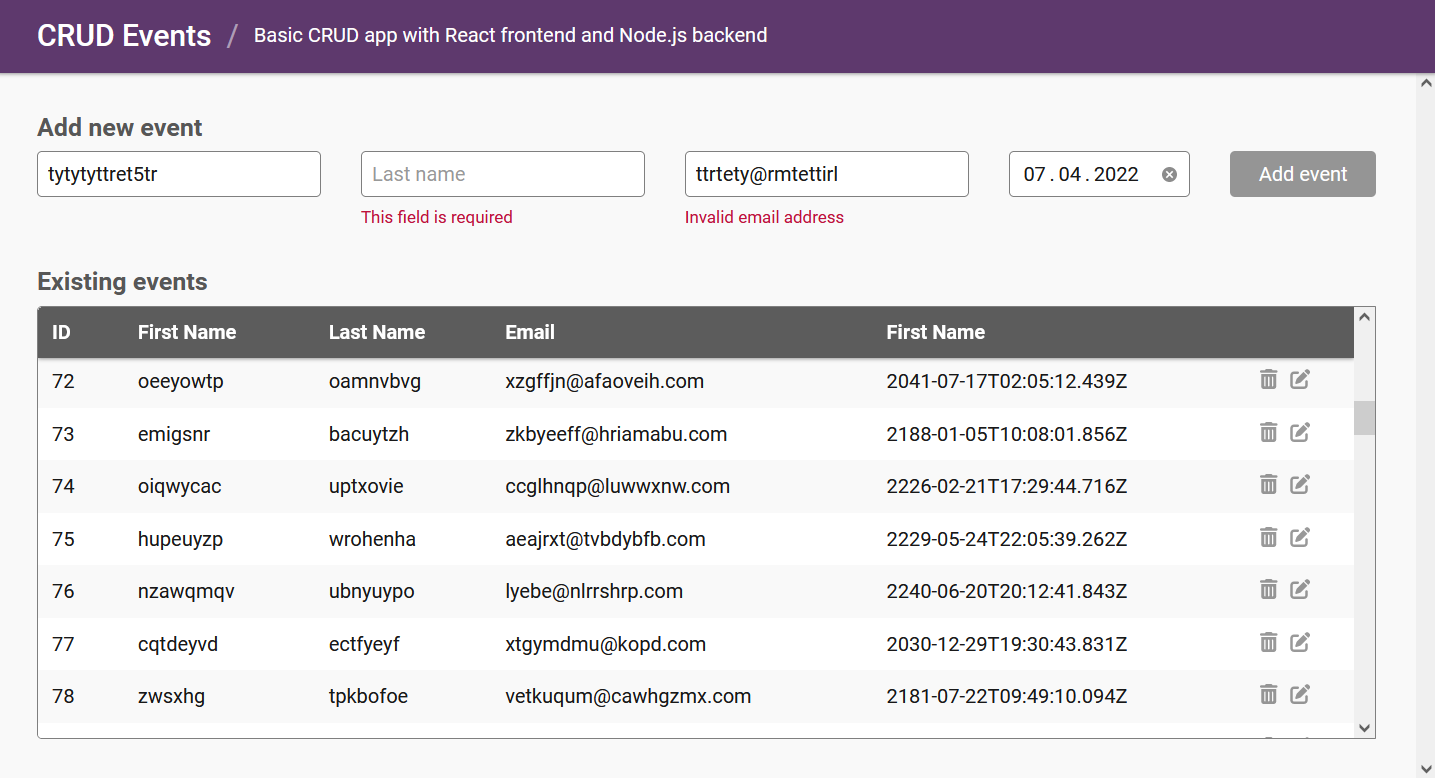 CRUD Events / Basic CRUD app with React frontend and Node.js backend
Add new event
tytytyttret5tr Last name ttrtety@rmtettirl 07.04.2022 Add event
This field is required Invalid email address
Existing events
ID First Name Last Name Email First Name
72 oeeyowtp oamnvbvg xzgffjn@afaoveih.com 2041-07-17T02:05:12.439Z
73 emigsnr bacuytzh zkbyeeff@hriamabu.com 2188-01-05T10:08:01.856Z
74 oiqwycac uptxovie ccglhnqp@luwwxnw.com 2226-02-21T17:29:44.716Z
75 hupeuyzp wrohenha aeajrxt@tvbdybfb.com 2229-05-24T22:05:39.262Z
76 nzawqmqv ubnyuypo lyebe@nlrrshrp.com 2240-06-20T20:12:41.843Z
77 cqtdeyvd ectfyeyf xtgymdmu@kopd.com 2030-12-29T19:30:43.831Z
78 zwsxhg tpkbofoe vetkuqum@cawhgzmx.com 2181-07-22T09:49:10.094Z